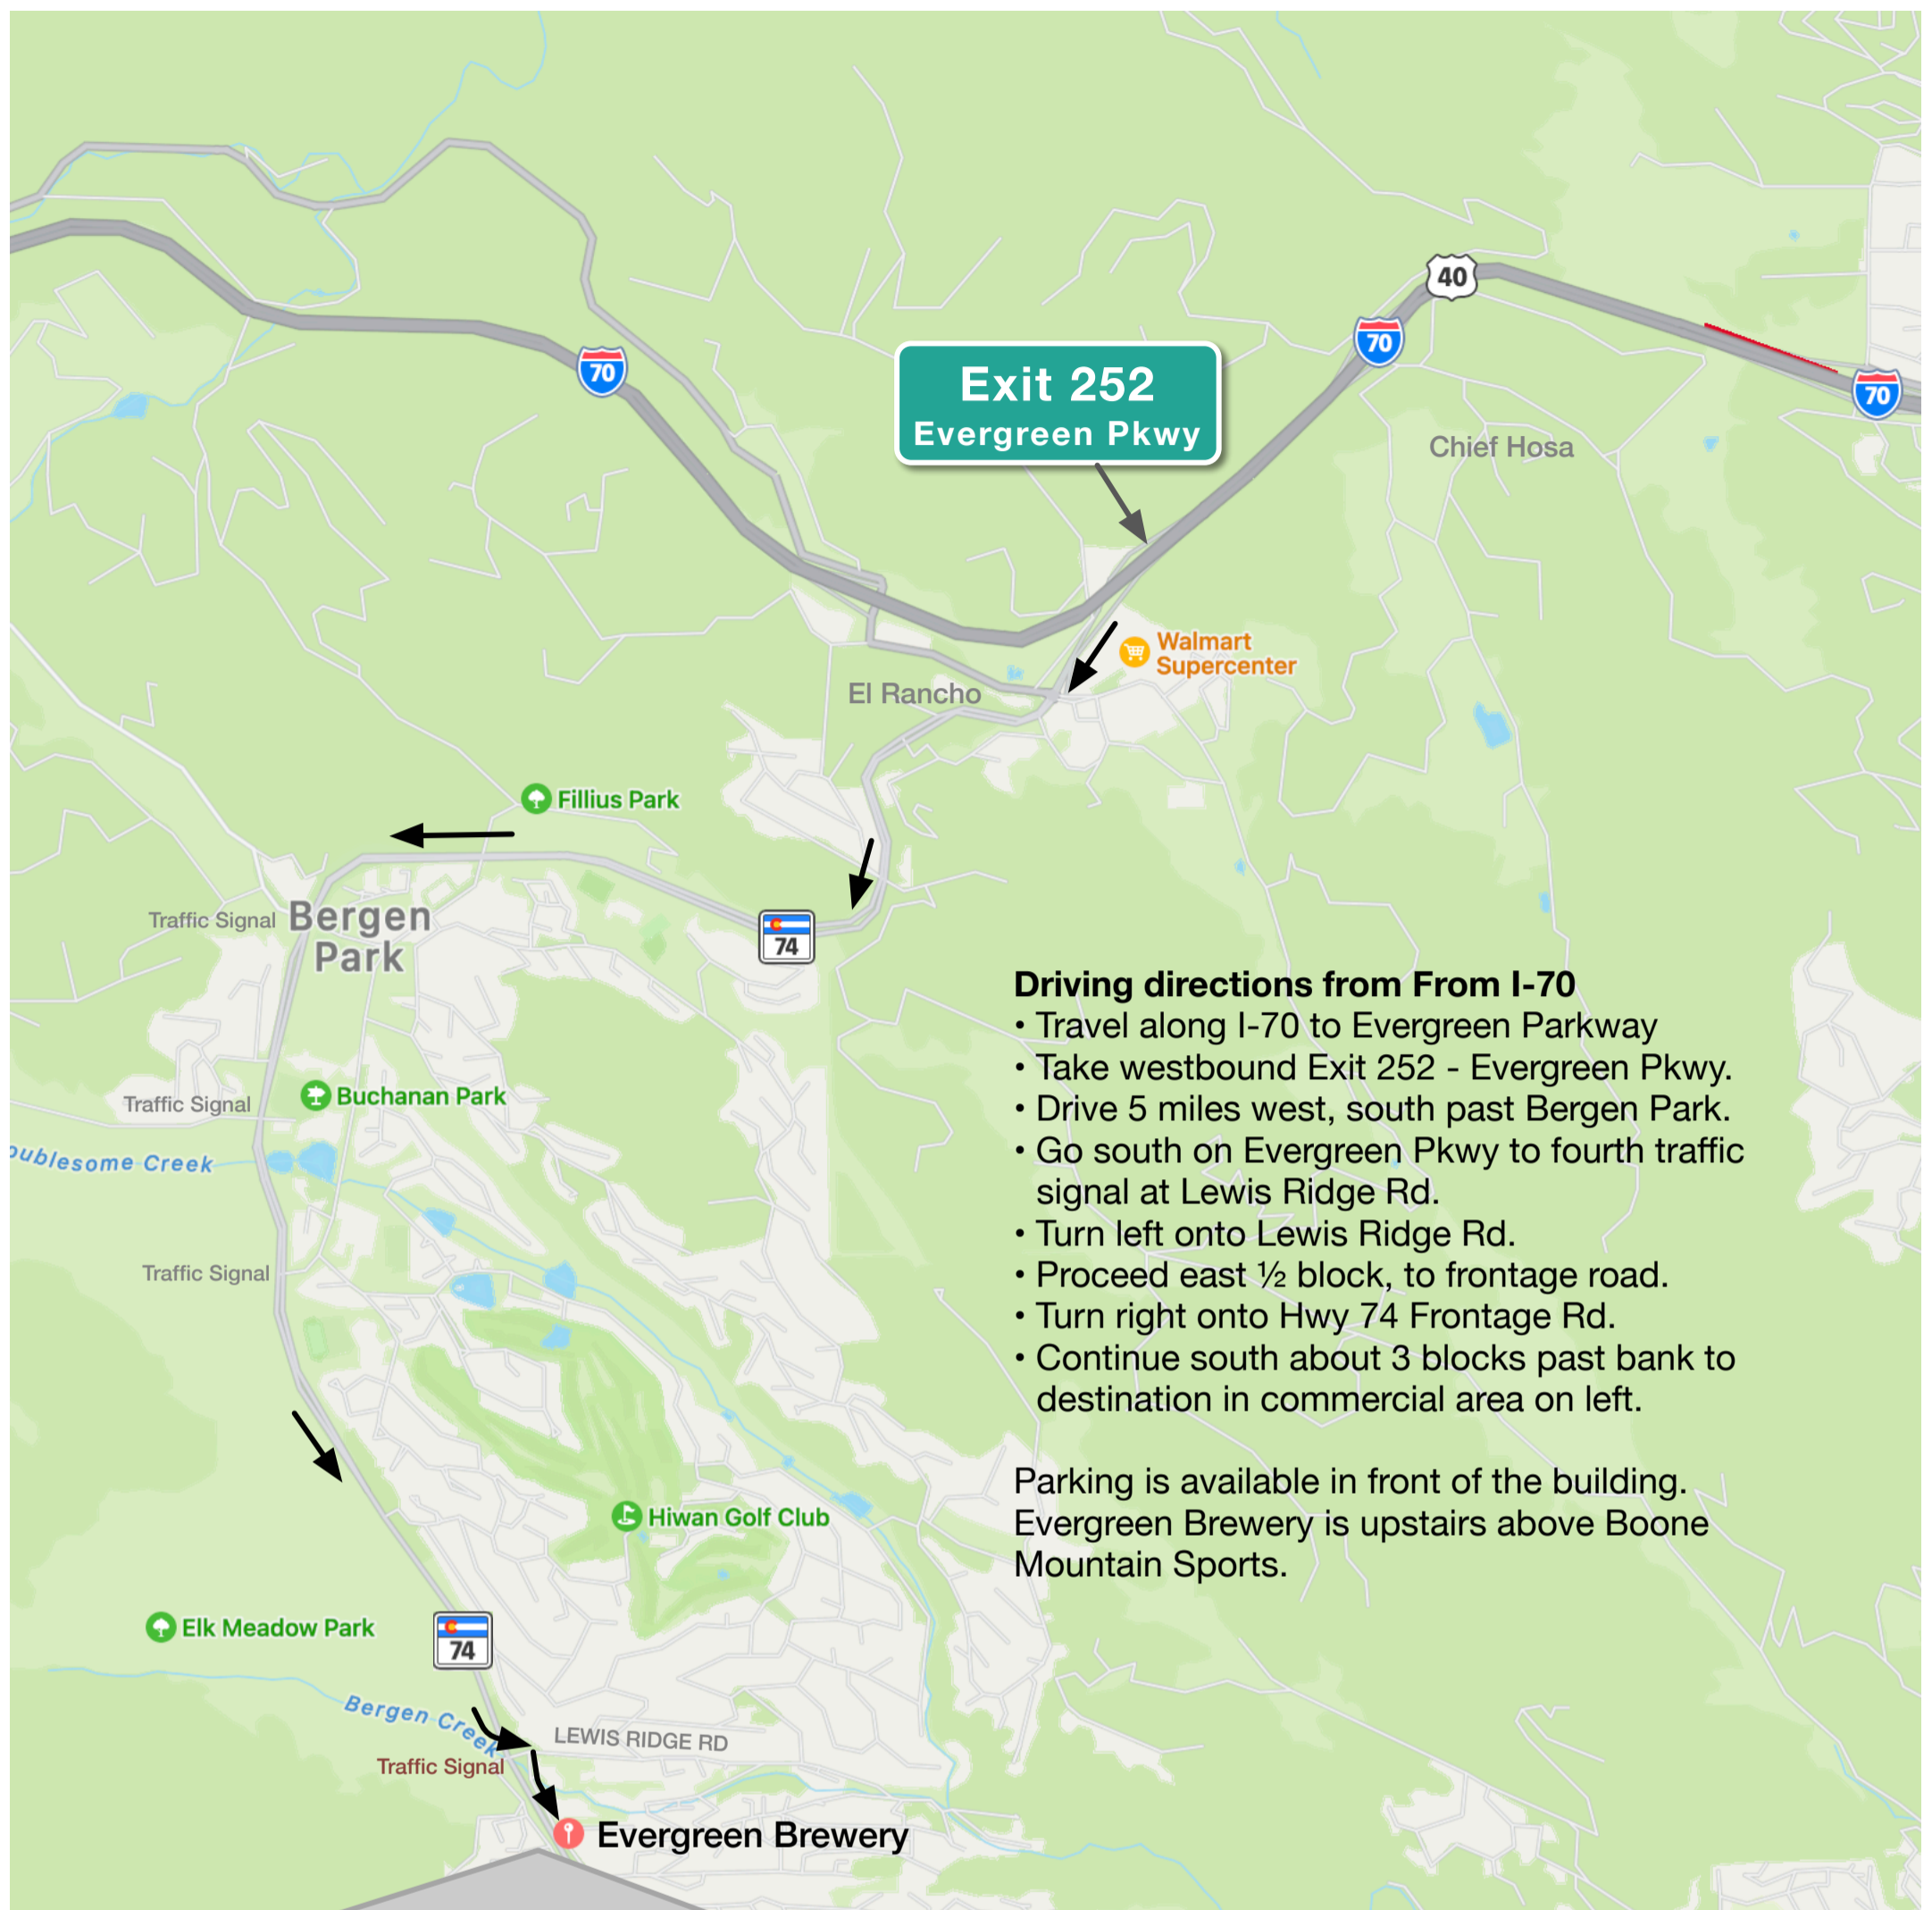 40
70
70
70
Exit 252
Evergreen Pkwy
Chief Hosa
Walmart
Supercenter
El Rancho
Fillius Park
Traffic Signal
Bergen
Park
74
Driving directions from From I-70
• Travel along I-70 to Evergreen Parkway
• Take westbound Exit 252 - Evergreen Pkwy.
• Drive 5 miles west, south past Bergen Park.
• Go south on Evergreen Pkwy to fourth traffic
signal at Lewis Ridge Rd.
• Turn left onto Lewis Ridge Rd.
• Proceed east ½ block, to frontage road.
• Turn right onto Hwy 74 Frontage Rd.
• Continue south about 3 blocks past bank to
destination in commercial area on left.
Parking is available in front of the building.
Evergreen Brewery is upstairs above Boone
Mountain Sports.
Buchanan Park
Traffic Signal
oublesome Creek
Traffic Signal
Hiwan Golf Club
Elk Meadow Park
74
Bergen Creek
LEWIS RIDGE RD
Traffic Signal
Evergreen Brewery